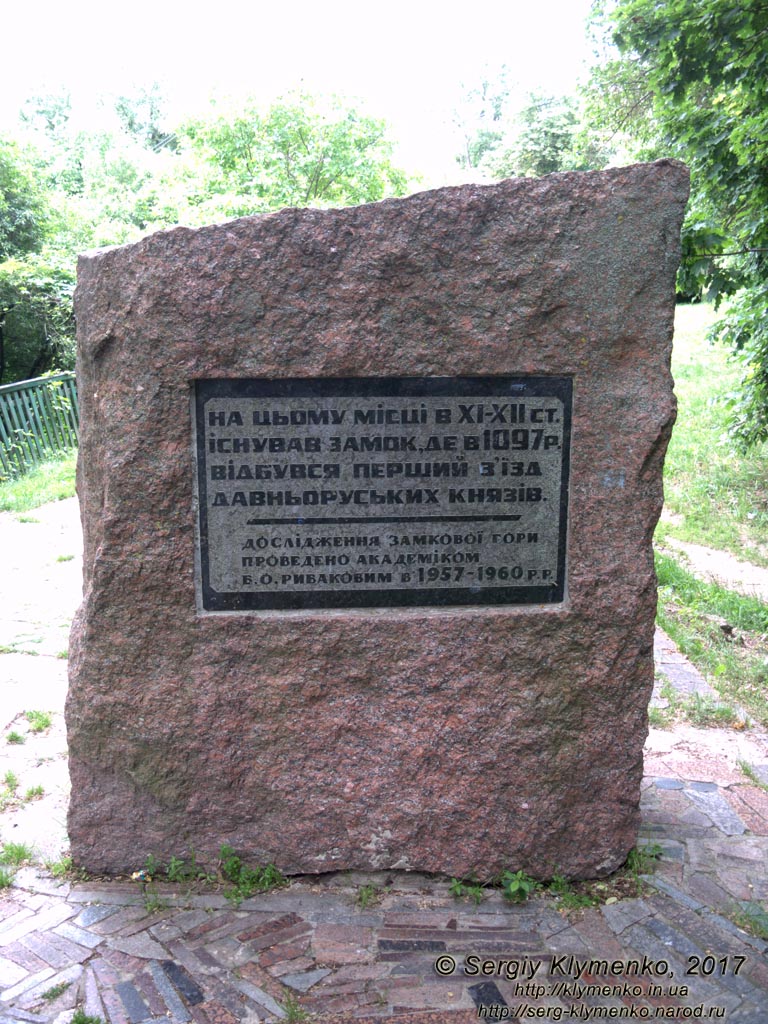 НА ЦЬОМУ МІСЦІ В XI-XII СТ.
ІСНУВАВ ЗАМОК, ДЕ В 1097 Р.
ВІДБУВСЯ ПЕРШИЙ З'ЇЗД
ДАВНЬОРУСЬКИХ КНЯЗІВ.
ДОСЛІДЖЕННЯ ЗАМКОВОЇ ГОРИ
ПРОВЕДЕНО АКАДЕМІКОМ
Б.О. РИБАКОВИМ В 1957-1960 Р.Р.
© Sergiy Klymenko, 2017
http://klymenko.in.ua
http://serg-klymenko.narod.ru